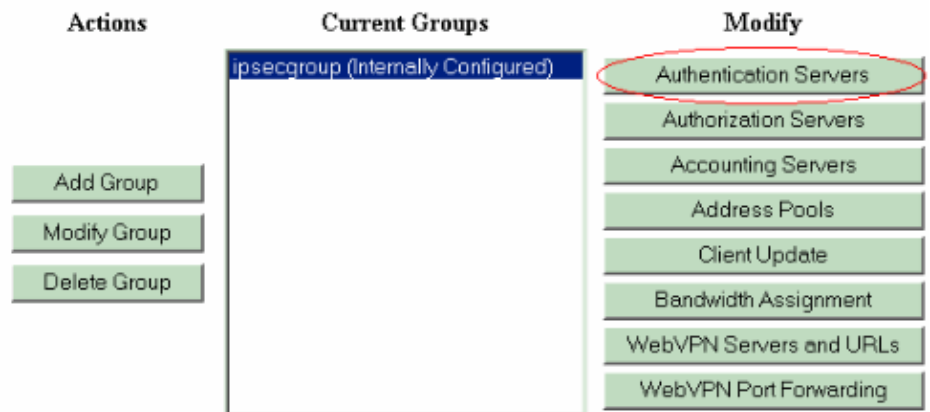 Actions
Current Groups
Modify
ipsecgroup (Internally Configured)
Add Group
Modify Group
Delete Group
Authentication Servers
Authorization Servers
Accounting Servers
Address Pools
Client Update
Bandwidth Assignment
WebVPN Servers and URLs
WebVPN Port Forwarding